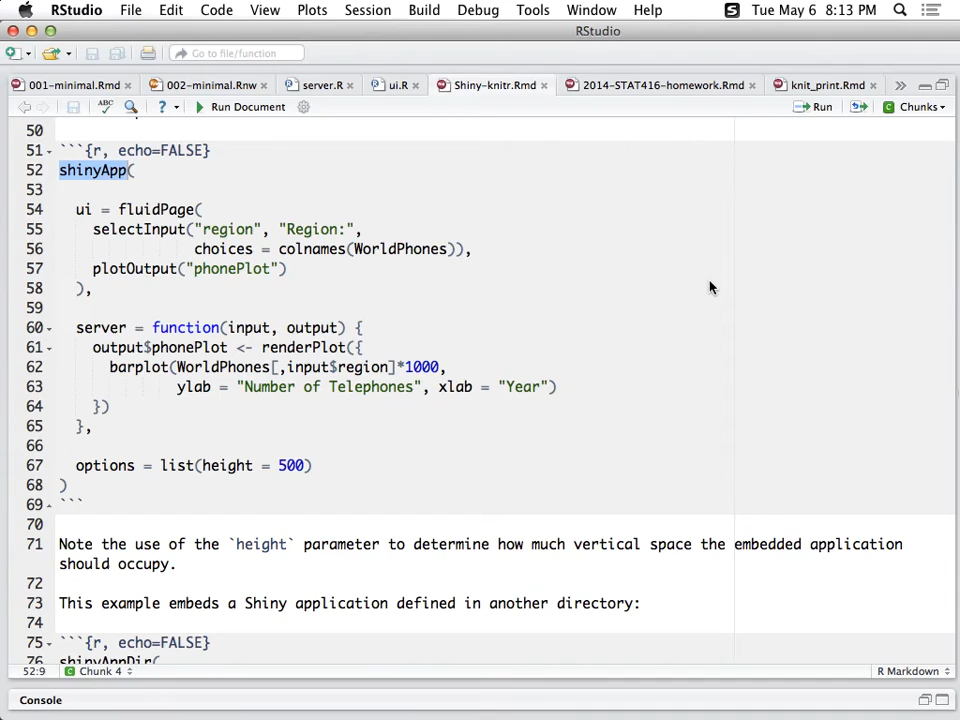 RStudio File Edit Code View Plots Session Build Debug Tools Window Help S Tue May 6 8:13 PM
RStudio
Go to file/function
001-minimal.Rmd 002-minimal.Rnw server.R ui.R Shiny-knitr.Rmd 2014-STAT416-homework.Rmd knit_print.Rmd
ABC ? Run Document Run Chunks
50
51 ```{r, echo=FALSE}
52 shinyApp(
53
54 ui = fluidPage(
55 selectInput("region", "Region:",
56 choices = colnames(WorldPhones)),
57 plotOutput("phonePlot")
58 ),
59
60 server = function(input, output) {
61 output$phonePlot <- renderPlot({
62 barplot(WorldPhones[,input$region]*1000,
63 ylab = "Number of Telephones", xlab = "Year")
64 })
65 },
66
67 options = list(height = 500)
68 )
69 ```
70
71 Note the use of the `height` parameter to determine how much vertical space the embedded application
should occupy.
72
73 This example embeds a Shiny application defined in another directory:
74
75 ```{r, echo=FALSE}
76 shinyAppDir(
52:9 C Chunk 4 R Markdown
Console